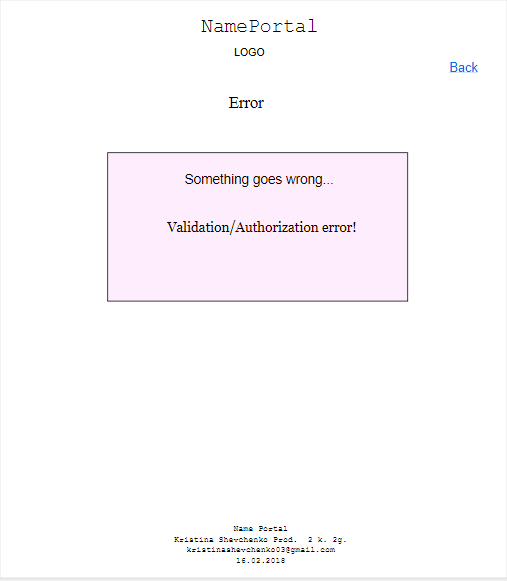 NamePortal
LOGO
Back
Error
Something goes wrong...
Validation/Authorization error!
Name Portal
Kristina Shevchenko Prod. 2 k. 2g.
kristinashevchenko03@gmail.com
16.02.2018